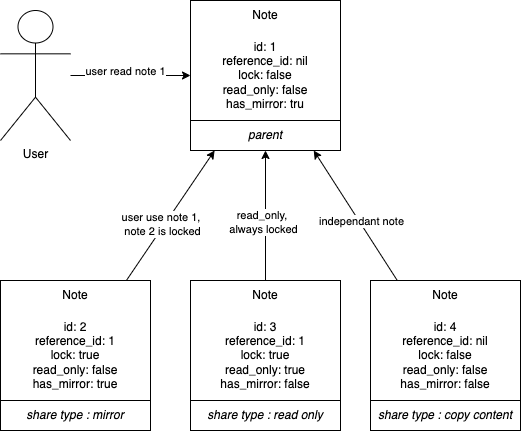 Note
id: 1
reference_id: nil
lock: false
read_only: false
has_mirror: tru
parent
user read note 1
User
user use note 1,
note 2 is locked
read_only,
always locked
independant note
Note
id: 2
reference_id: 1
lock: true
read_only: false
has_mirror: true
share type : mirror
Note
id: 3
reference_id: 1
lock: true
read_only: true
has_mirror: false
share type : read only
Note
id: 4
reference_id: nil
lock: false
read_only: false
has_mirror: false
share type : copy content